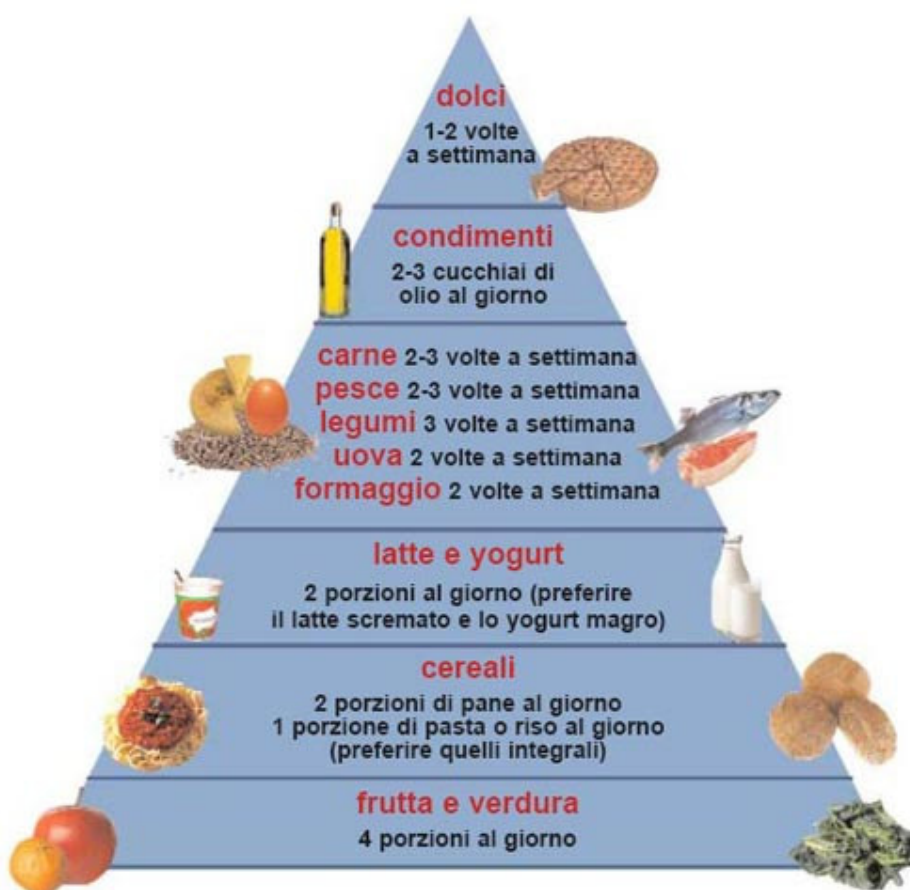 dolci
1-2 volte
a settimana
condimenti
2-3 cucchiai di
olio al giorno
carne 2-3 volte a settimana
pesce 2-3 volte a settimana
legumi 3 volte a settimana
uova 2 volte a settimana
formaggio 2 volte a settimana
latte e yogurt
2 porzioni al giorno (preferire
il latte scremato e lo yogurt magro)
cereali
2 porzioni di pane al giorno
1 porzione di pasta o riso al giorno
(preferire quelli integrali)
frutta e verdura
4 porzioni al giorno